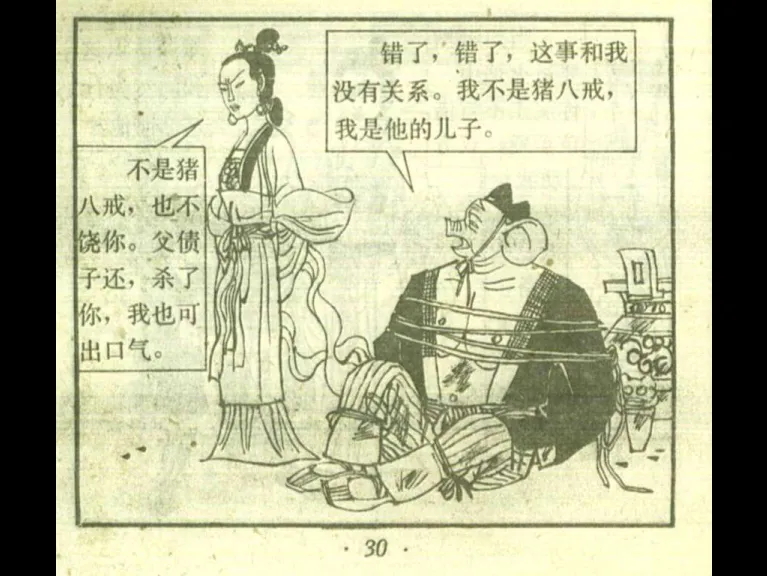 错了，错了，这事和我
没有关系。我不是猪八戒，
我是他的儿子。
不是猪
八戒，也不
饶你。父债
子还，杀了
你，我也可
出口气。
· 30 ·